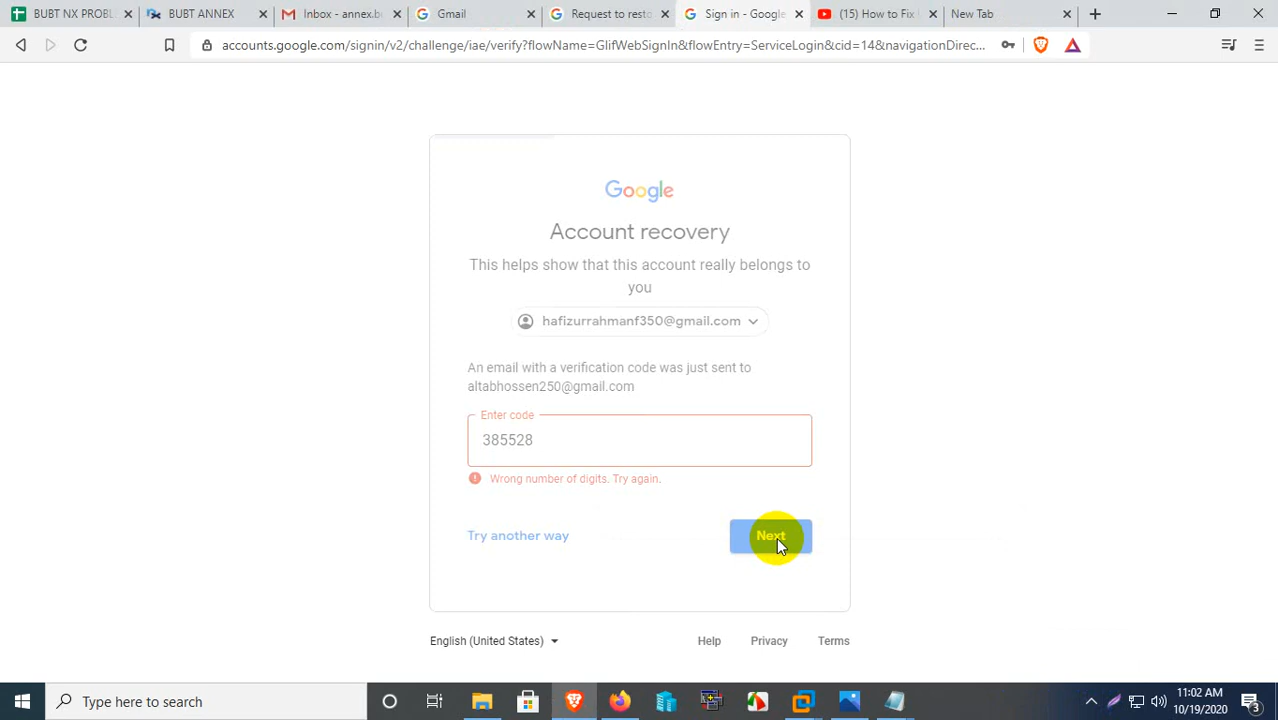 BUBT NX PROBL
BUBT ANNEX
Inbox - annex.b
Gmail
Request to resto
Sign in - Google
(15) How to Fix
New Tab
accounts.google.com/signin/v2/challenge/iae/verify?flowName=GlifWebSignIn&flowEntry=ServiceLogin&cid=14&navigationDirec...
Google
Account recovery
This helps show that this account really belongs to
you
hafizurrahmanf350@gmail.com
An email with a verification code was just sent to
altabhossen250@gmail.com
Enter code
385528
Wrong number of digits. Try again.
Try another way
Next
English (United States)
Help
Privacy
Terms
Type here to search
11:02 AM
10/19/2020
3